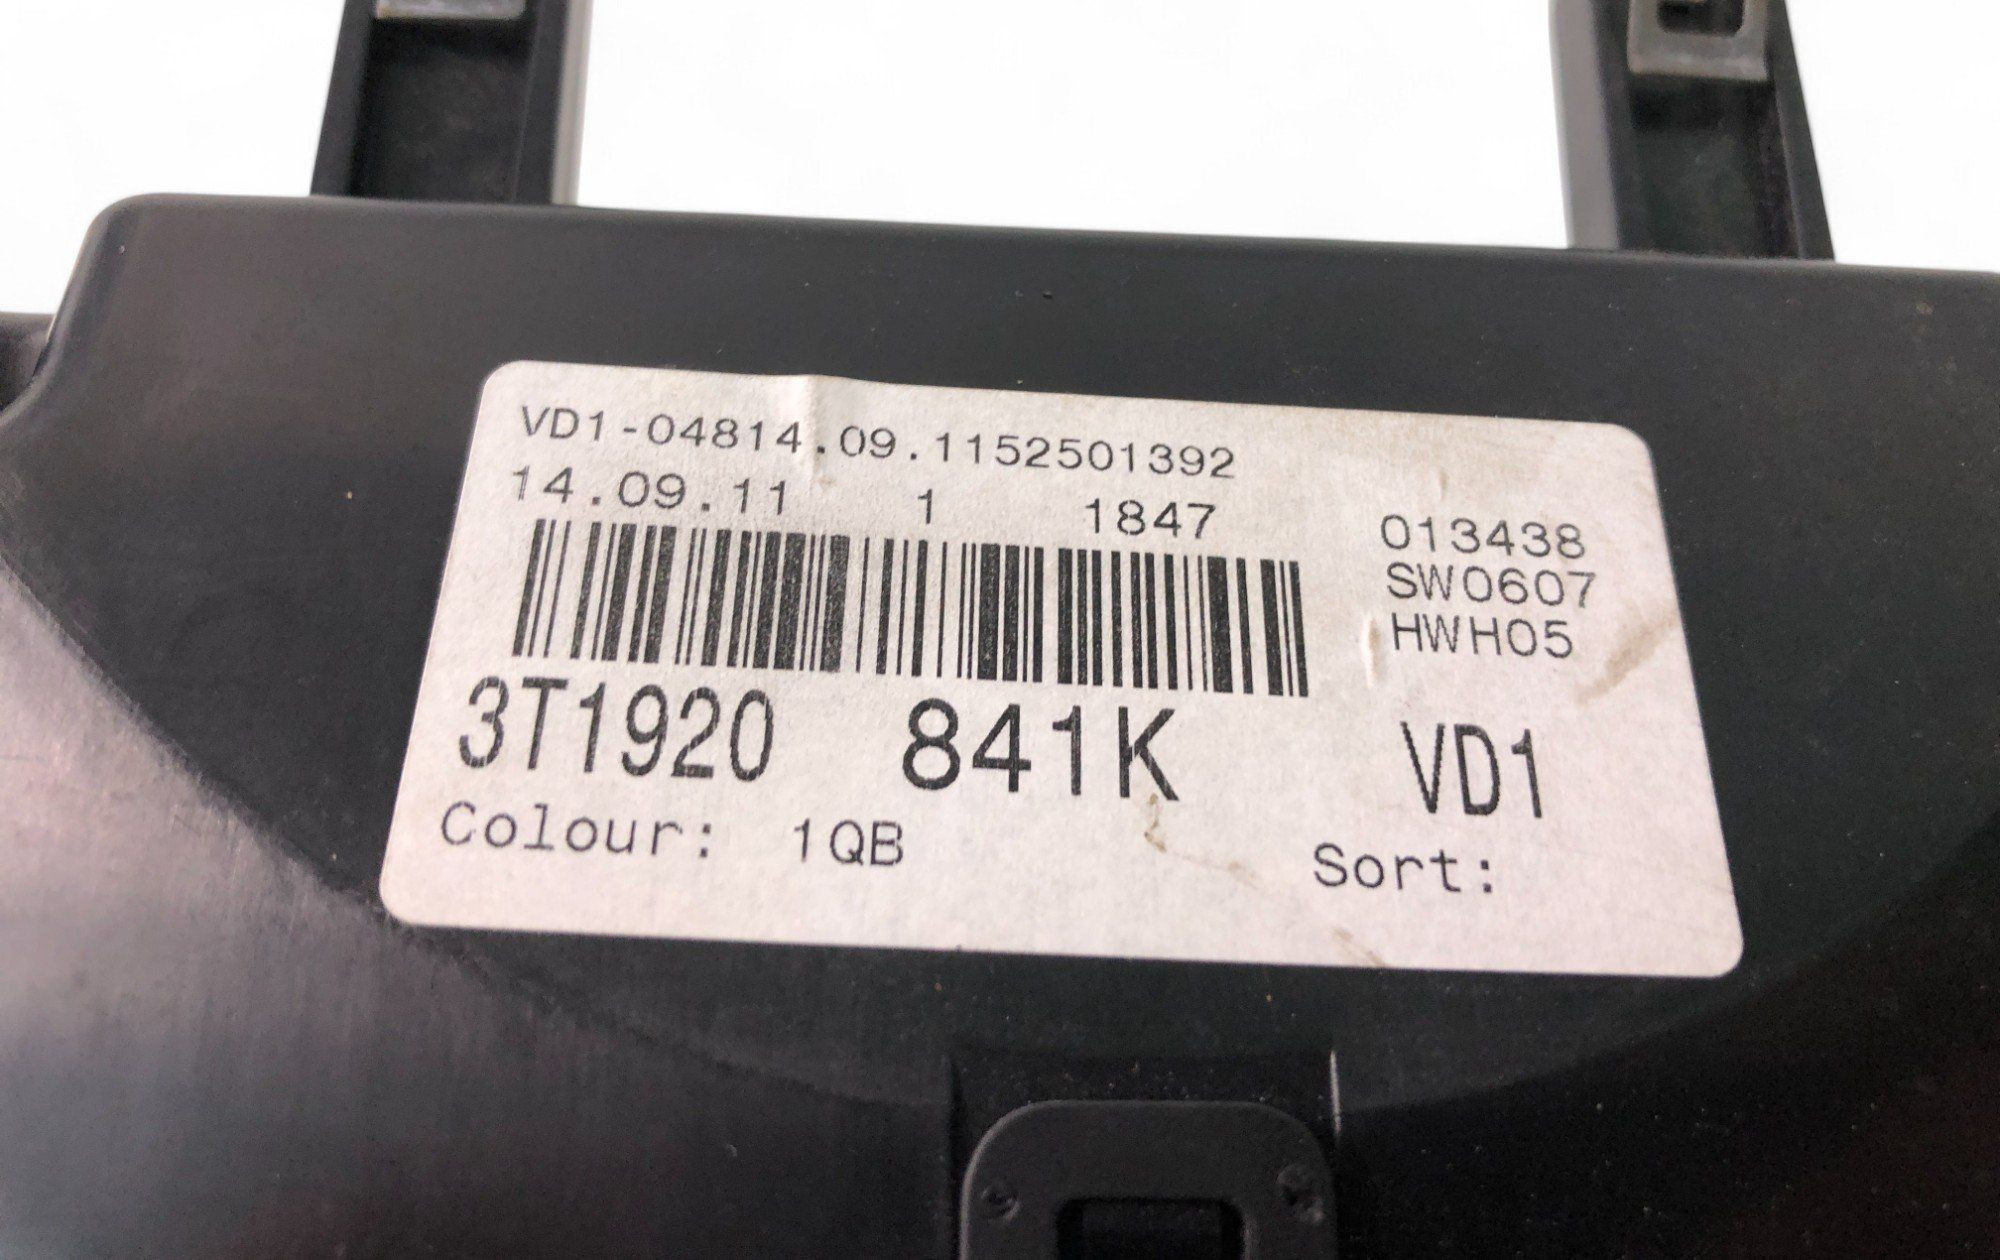 VD1-04814.09.1152501392
14.09.11 1 1847
013438
SW0607
HWH05
3T1920 841K VD1
Colour: 1QB Sort: